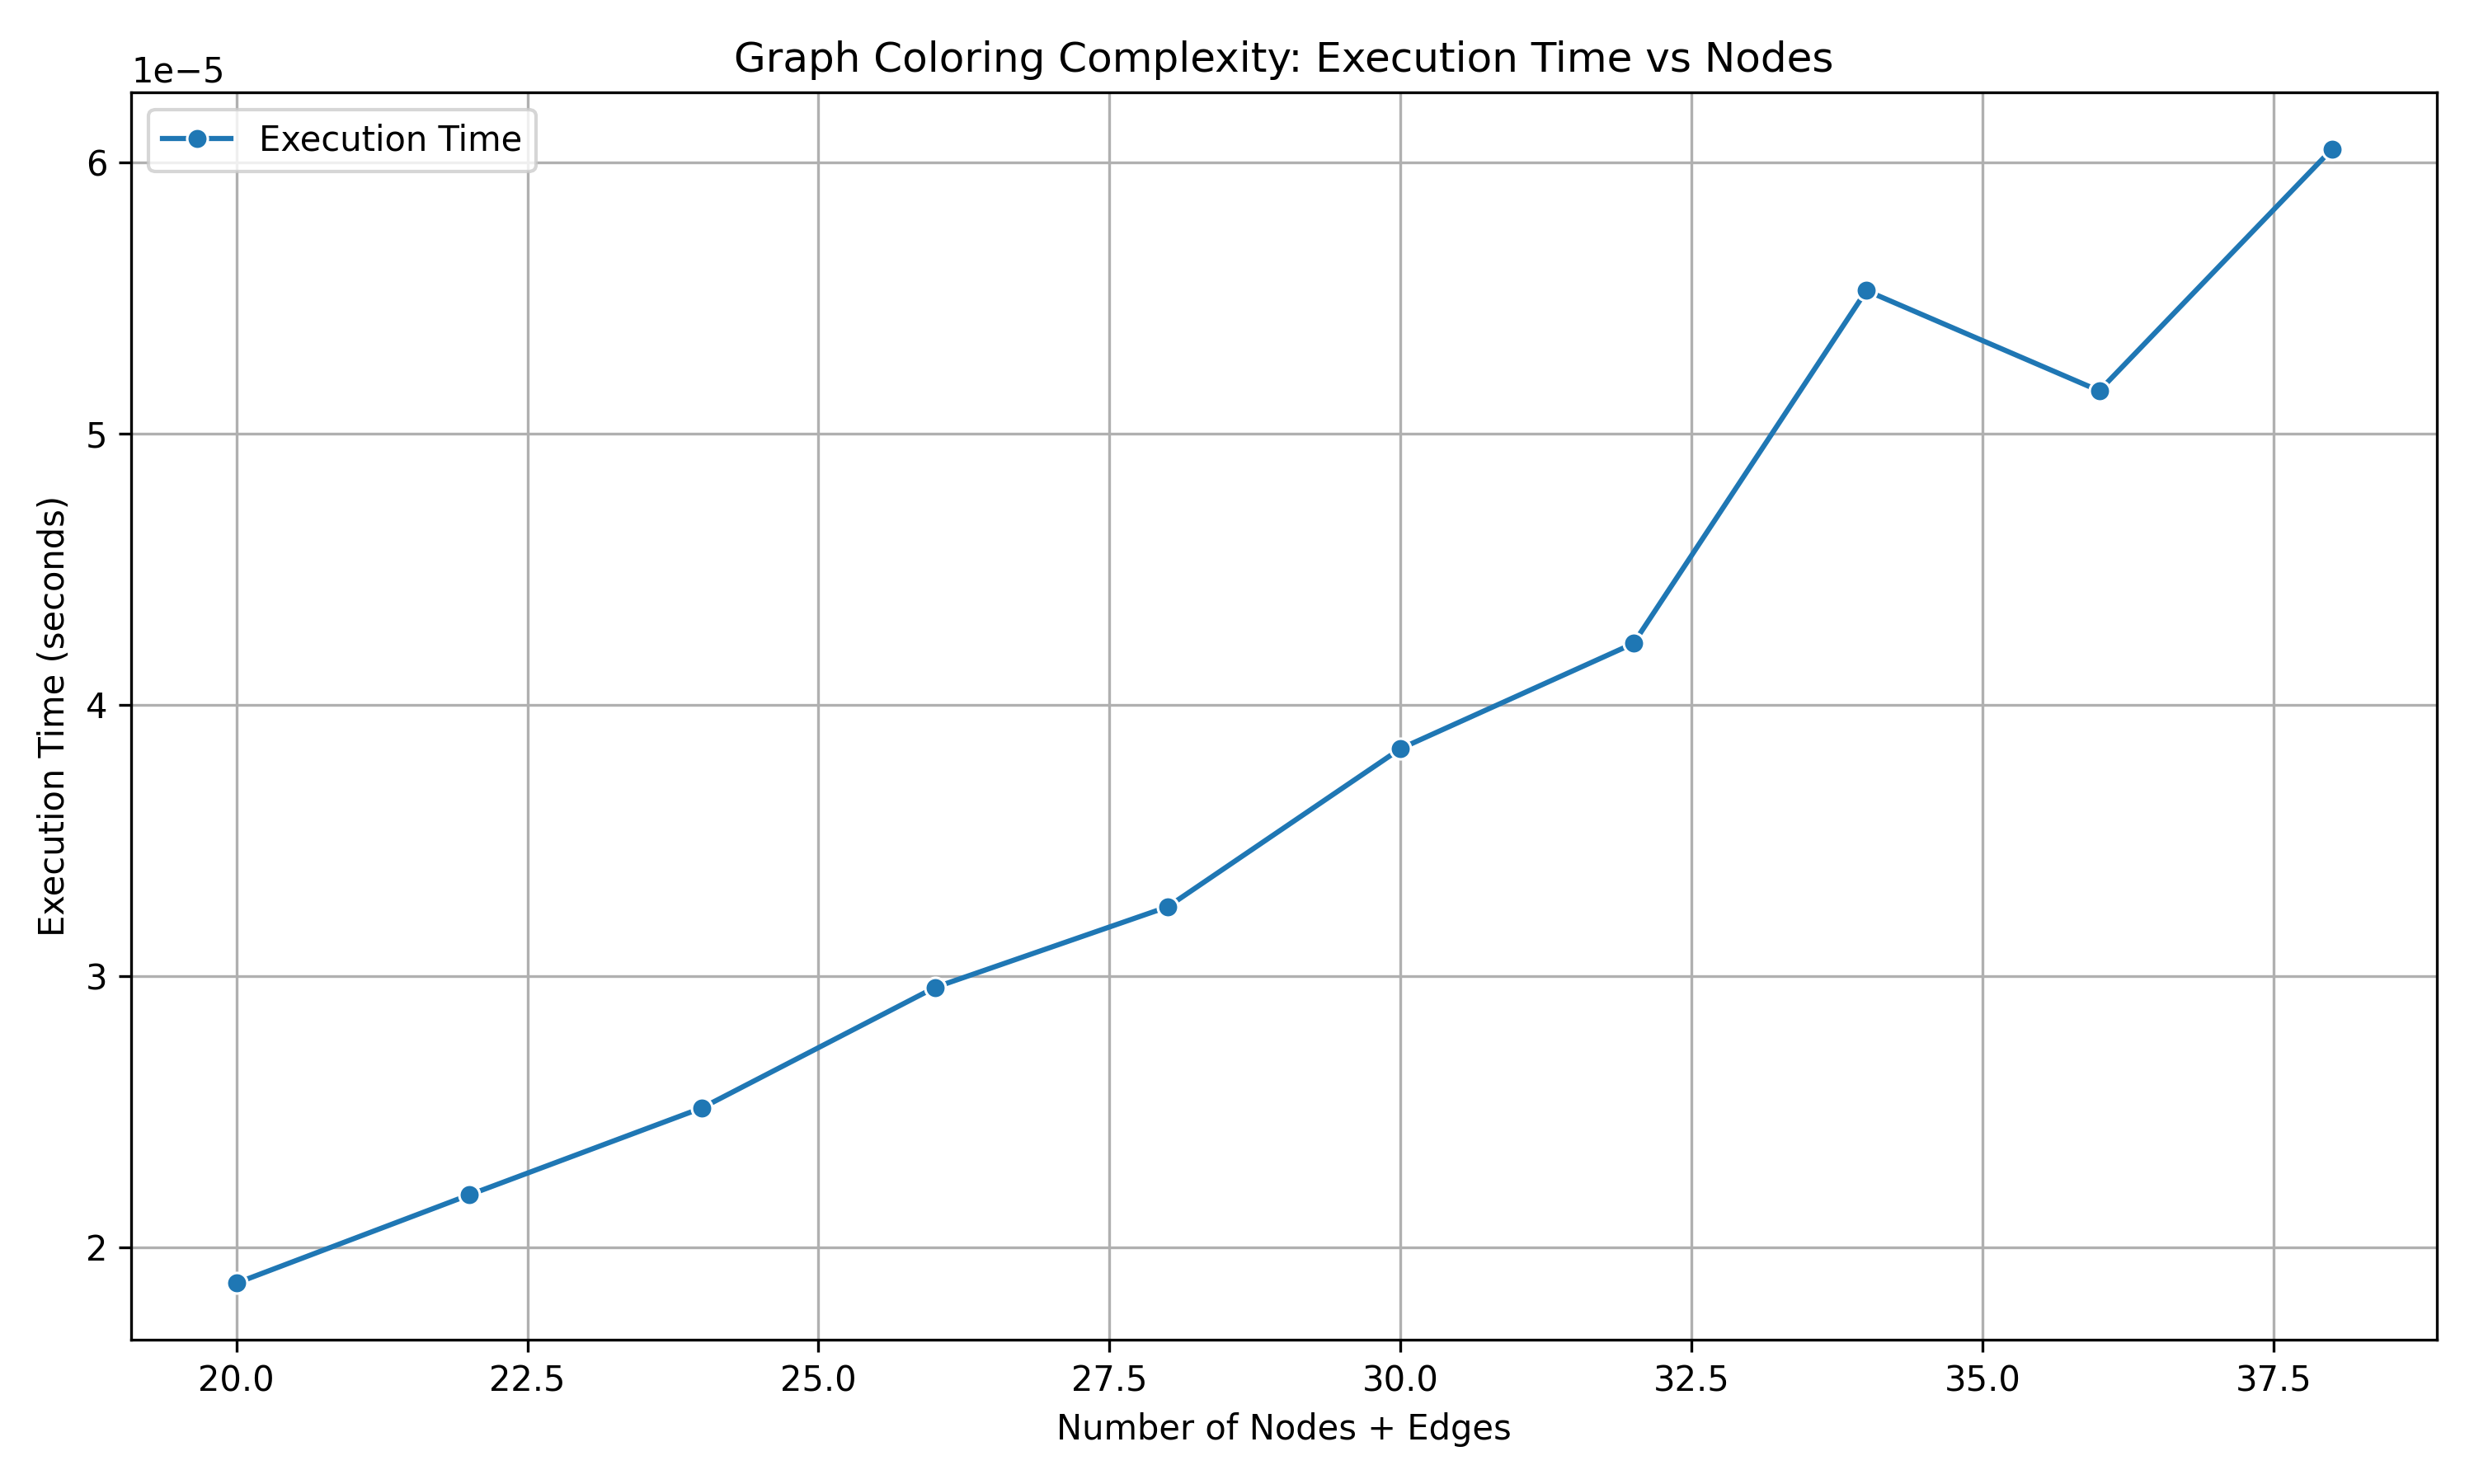 Graph Coloring Complexity: Execution Time vs Nodes
1e−5
Execution Time
6
5
4
3
2
Execution Time (seconds)
20.0 22.5 25.0 27.5 30.0 32.5 35.0 37.5
Number of Nodes + Edges